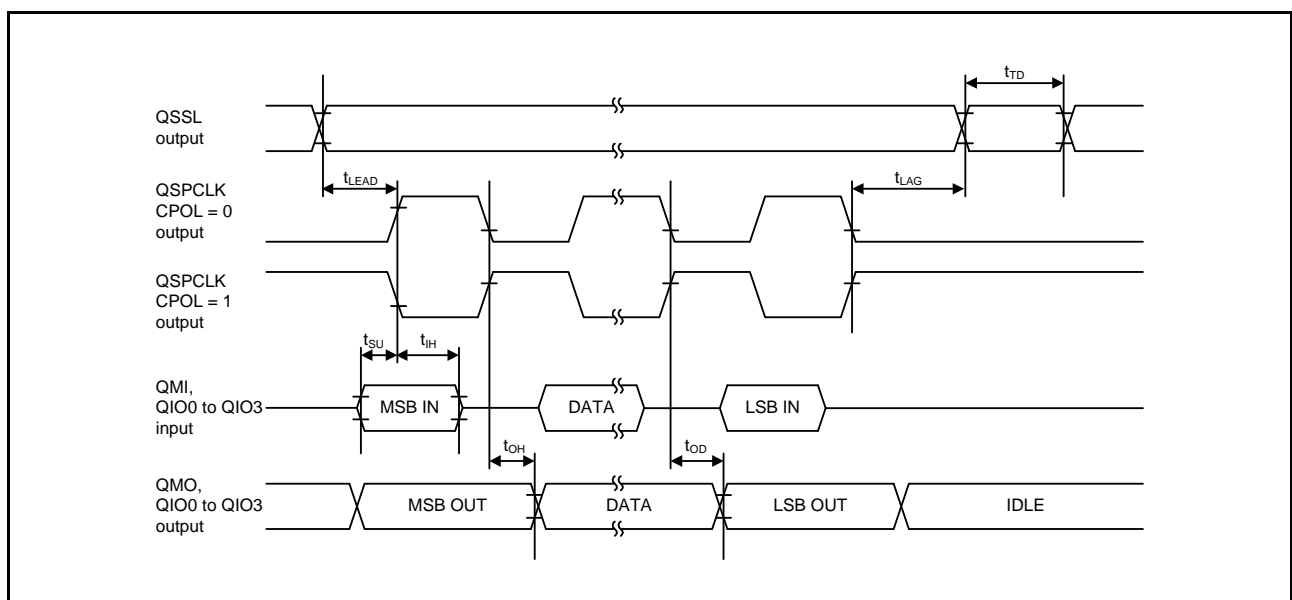 tTD
QSSL
output
tLEAD
tLAG
QSPCLK
CPOL = 0
output
QSPCLK
CPOL = 1
output
tSU
tIH
QMI,
QIO0 to QIO3
input
MSB IN
DATA
LSB IN
tOH
tOD
QMO,
QIO0 to QIO3
output
MSB OUT
DATA
LSB OUT
IDLE